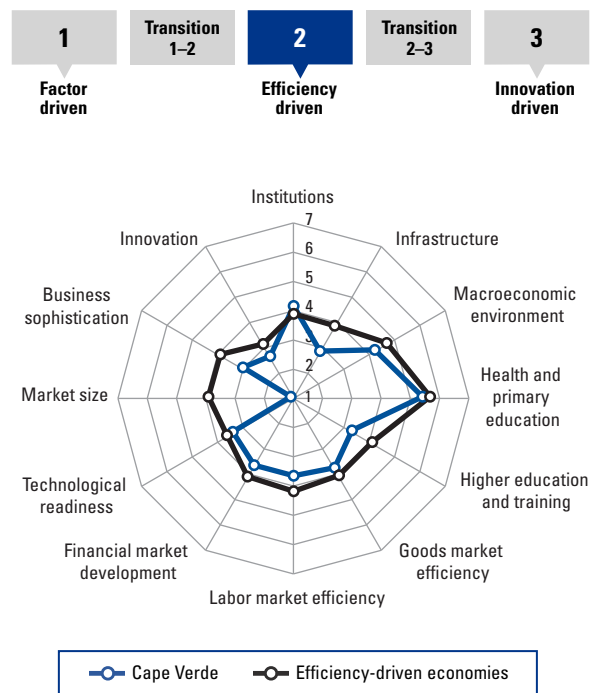 1
Transition
1–2
2
Transition
2–3
3
Factor
driven
Efficiency
driven
Innovation
driven
Institutions
Innovation
Infrastructure
Business
sophistication
Macroeconomic
environment
Market size
Health and
primary
education
Technological
readiness
Higher education
and training
Financial market
development
Goods market
efficiency
Labor market efficiency
7
6
5
4
3
2
1
Cape Verde
Efficiency-driven economies